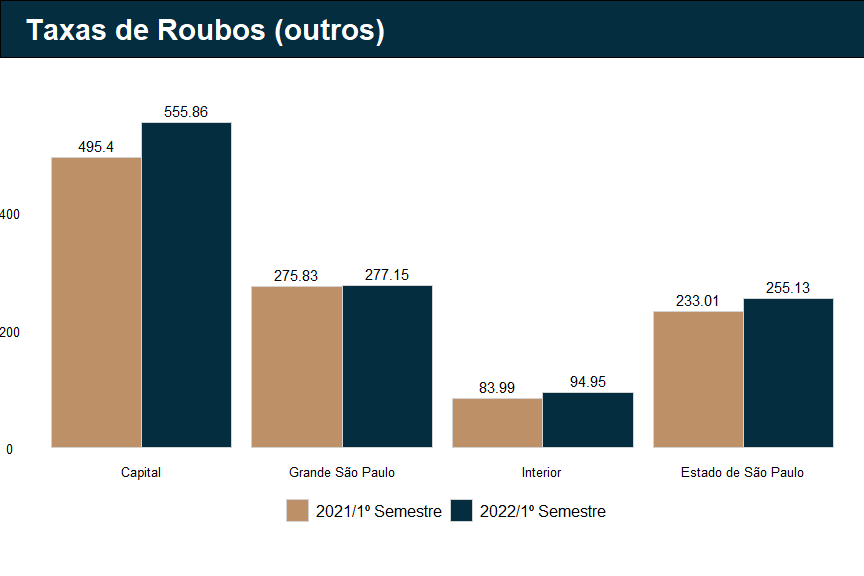 Taxas de Roubos (outros)
555.86
495.4
400
275.83
277.15
255.13
233.01
200
94.95
83.99
0
Capital
Grande São Paulo
Interior
Estado de São Paulo
2021/1º Semestre
2022/1º Semestre